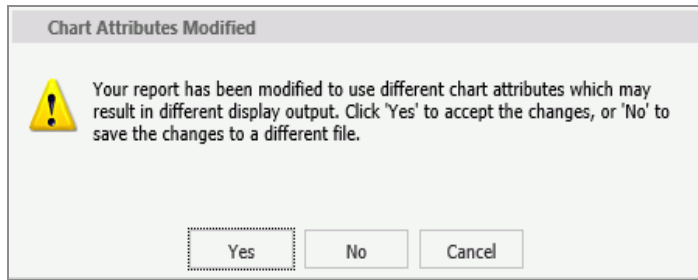 Chart Attributes Modified
Your report has been modified to use different chart attributes which may
result in different display output. Click 'Yes' to accept the changes, or 'No' to
save the changes to a different file.
Yes No Cancel